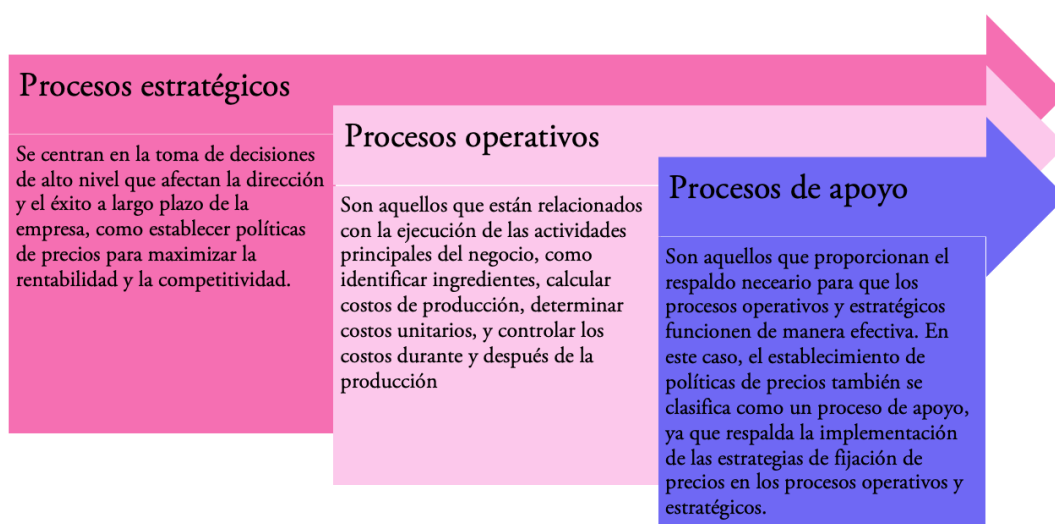 Procesos estratégicos
Se centran en la toma de decisiones
de alto nivel que afectan la dirección
y el éxito a largo plazo de la
empresa, como establecer políticas
de precios para maximizar la
rentabilidad y la competitividad.
Procesos operativos
Son aquellos que están relacionados
con la ejecución de las actividades
principales del negocio, como
identificar ingredientes, calcular
costos de producción, determinar
costos unitarios, y controlar los
costos durante y después de la
producción
Procesos de apoyo
Son aquellos que proporcionan el
respaldo neceario para que los
procesos operativos y estratégicos
funcionen de manera efectiva. En
este caso, el establecimiento de
políticas de precios también se
clasifica como un proceso de apoyo,
ya que respalda la implementación
de las estrategias de fijación de
precios en los procesos operativos y
estratégicos.